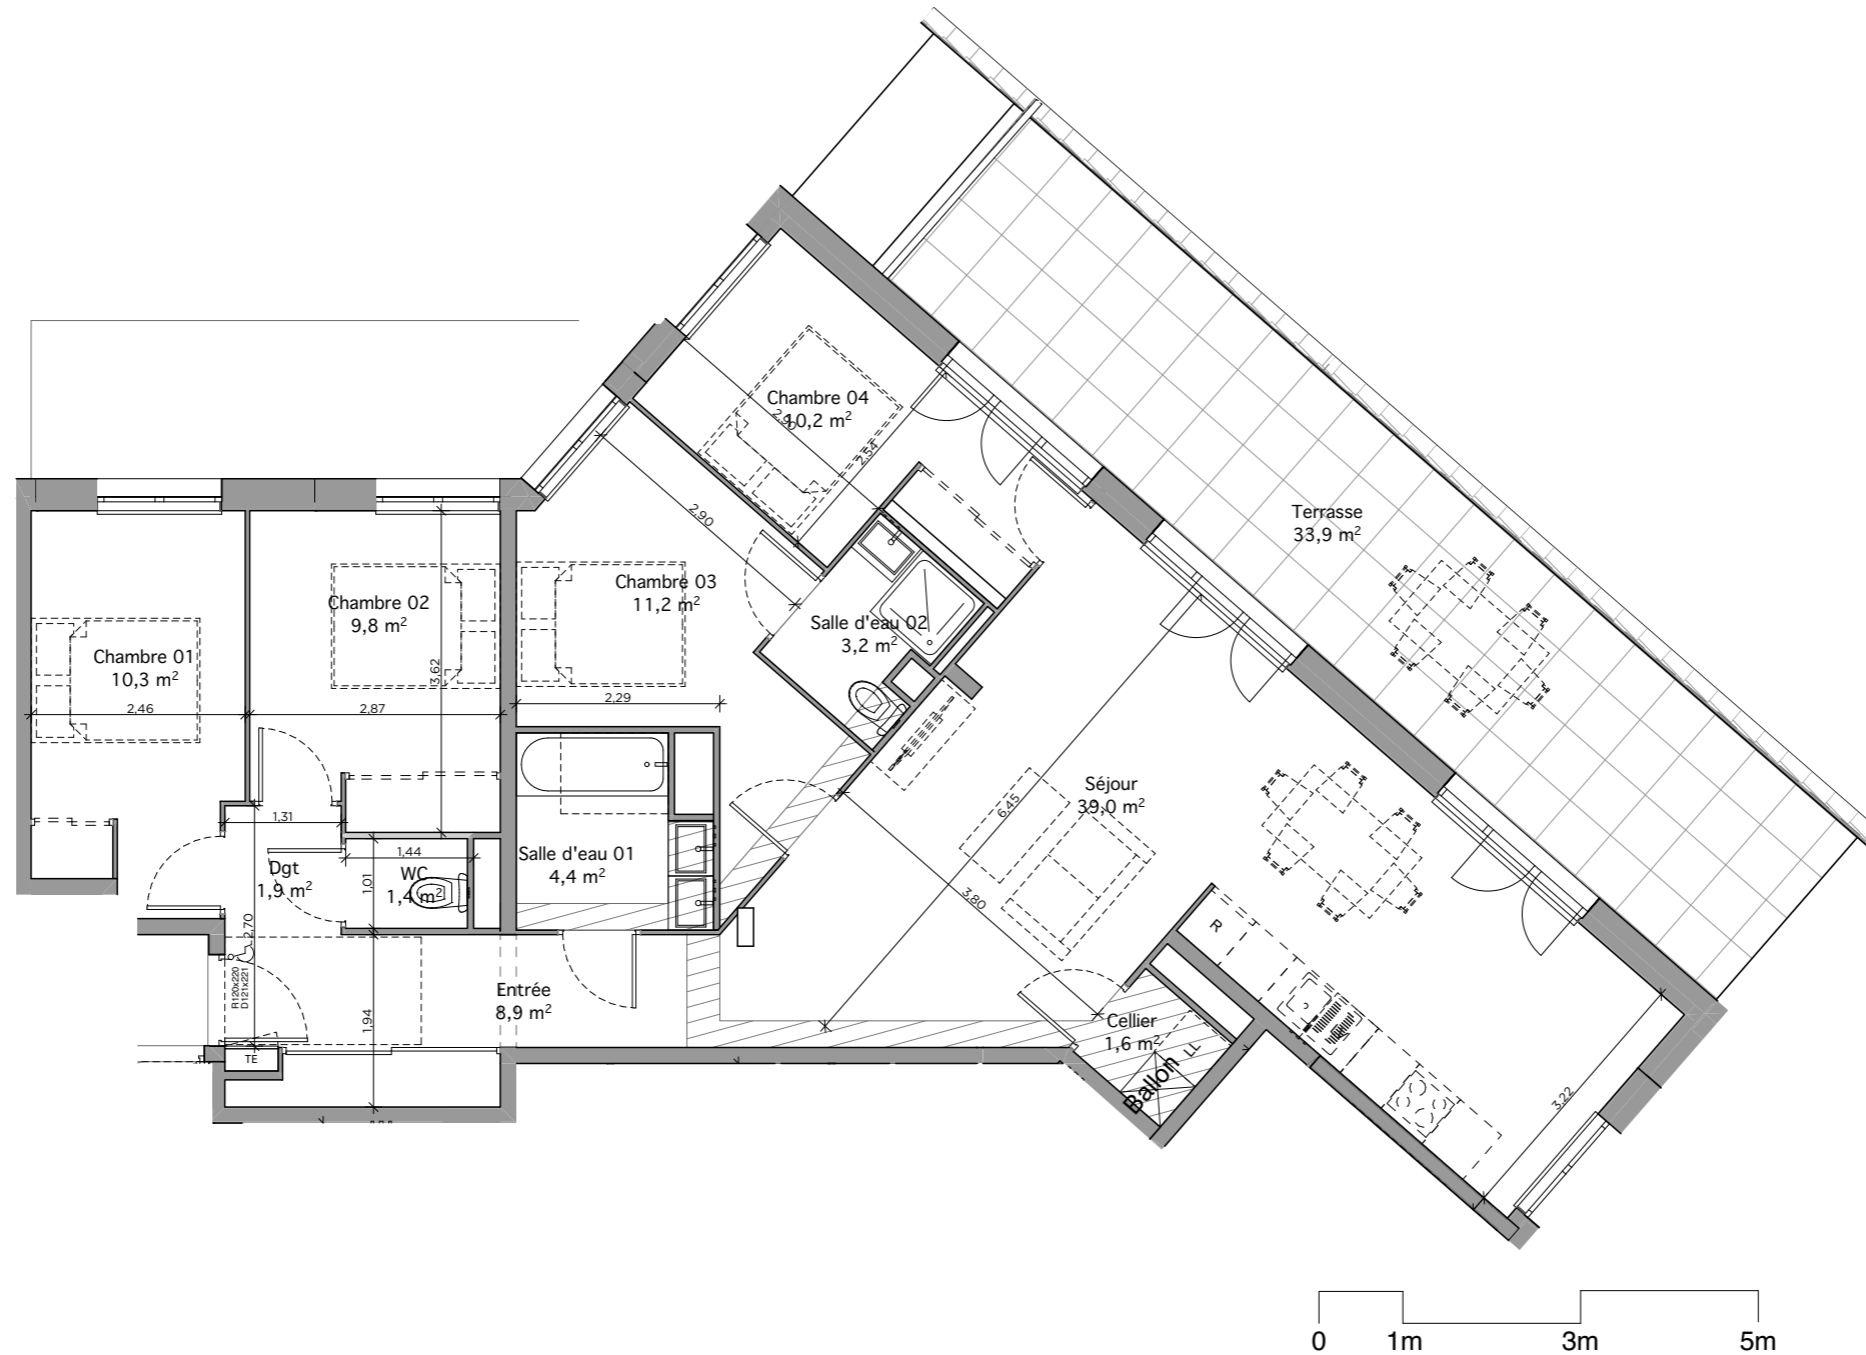 Chambre 04
10,2 m²
2,90
2,54
Terrasse
33,9 m²
2,90
Chambre 03
11,2 m²
Chambre 02
9,8 m²
3,62
Salle d'eau 02
3,2 m²
Chambre 01
10,3 m²
2,46
2,87
2,29
Séjour
39,0 m²
6,45
3,80
1,31
1,44
Dgt
1,9 m²
WC
1,4 m²
1,01
Salle d'eau 01
4,4 m²
2,70
R120x220
D121x221
Entrée
8,9 m²
1,94
TE
R
Cellier
1,6 m²
LL
Ballon
3,22
0 1m 3m 5m